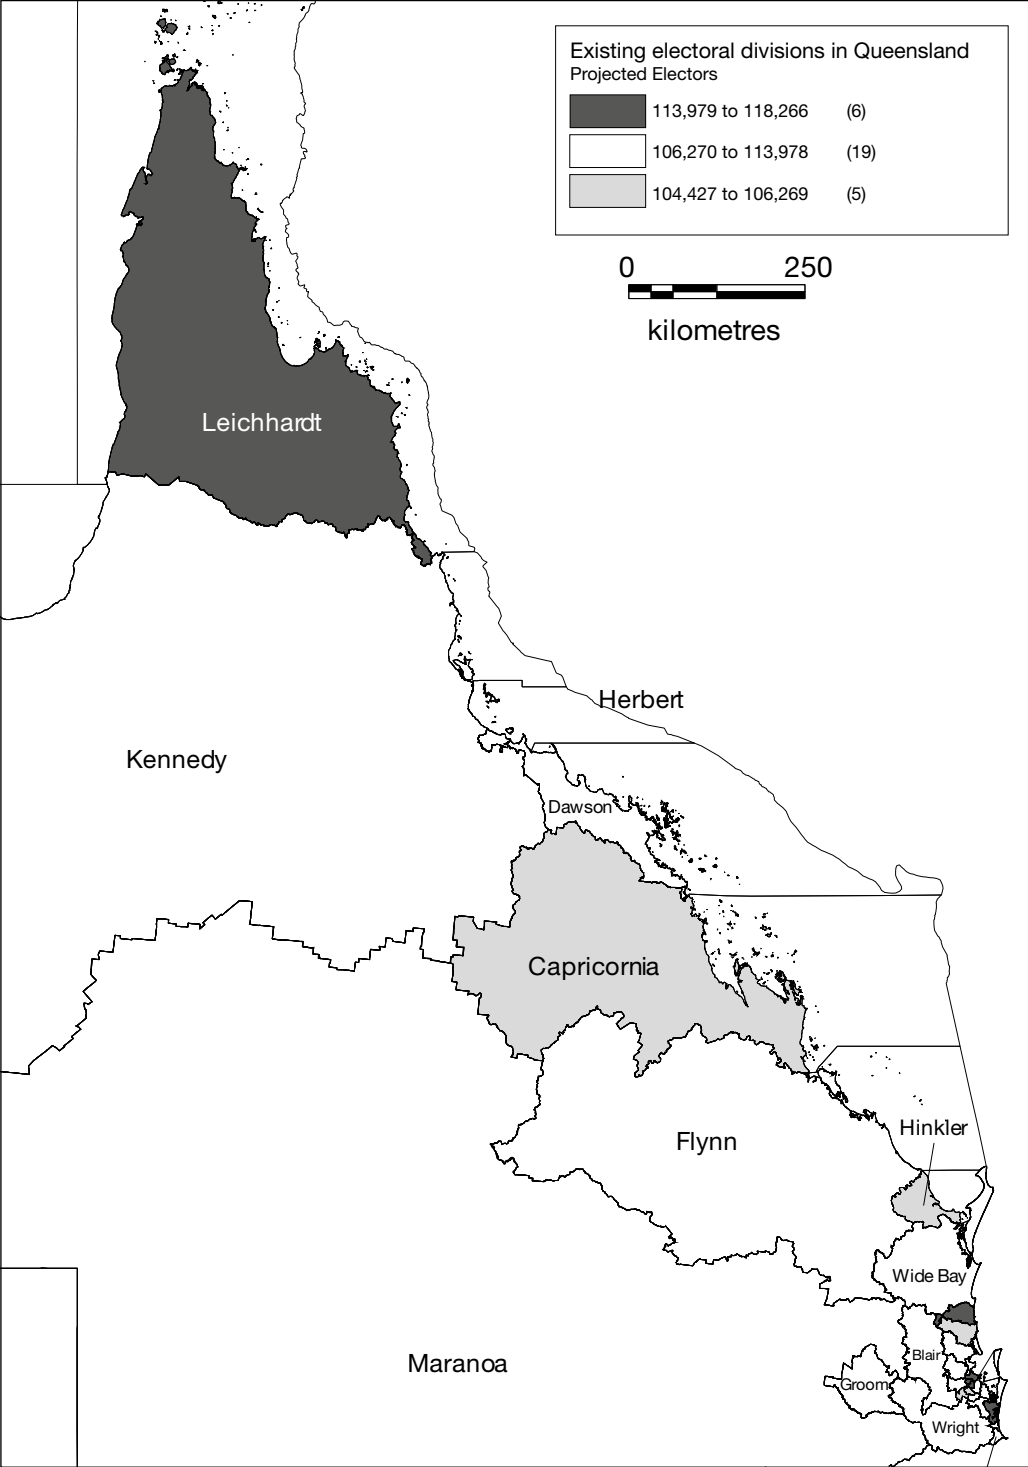 Existing electoral divisions in Queensland
Projected Electors
113,979 to 118,266 (6)
106,270 to 113,978 (19)
104,427 to 106,269 (5)
0 250
kilometres
Leichhardt
Herbert
Kennedy
Dawson
Capricornia
Hinkler
Flynn
Wide Bay
Blair
Maranoa
Groom
Wright